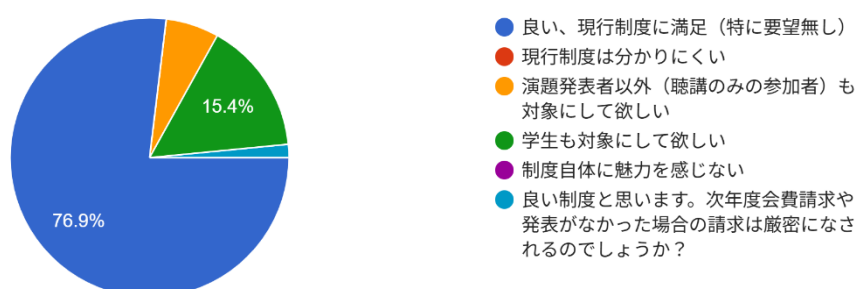 良い、現行制度に満足（特に要望無し）
現行制度は分かりにくい
演題発表者以外（聴講のみの参加者）も
対象にして欲しい
15.4%
学生も対象にして欲しい
制度自体に魅力を感じない
良い制度と思います。次年度会費請求や
発表がなかった場合の請求は厳密になさ
れるのでしょうか？
76.9%